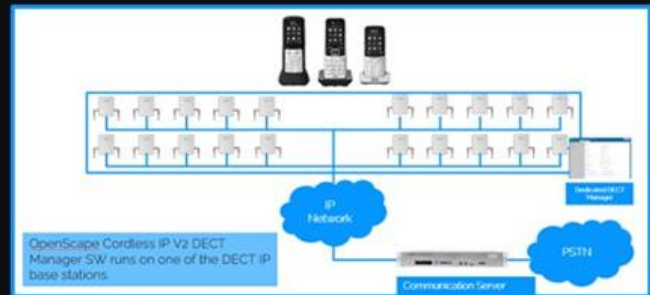 Dedicated DECT
Manager
IP
Network
OpenScape Cordless IP V2 DECT
Manager SW runs on one of the DECT IP
base stations.
PSTN
Communication Server